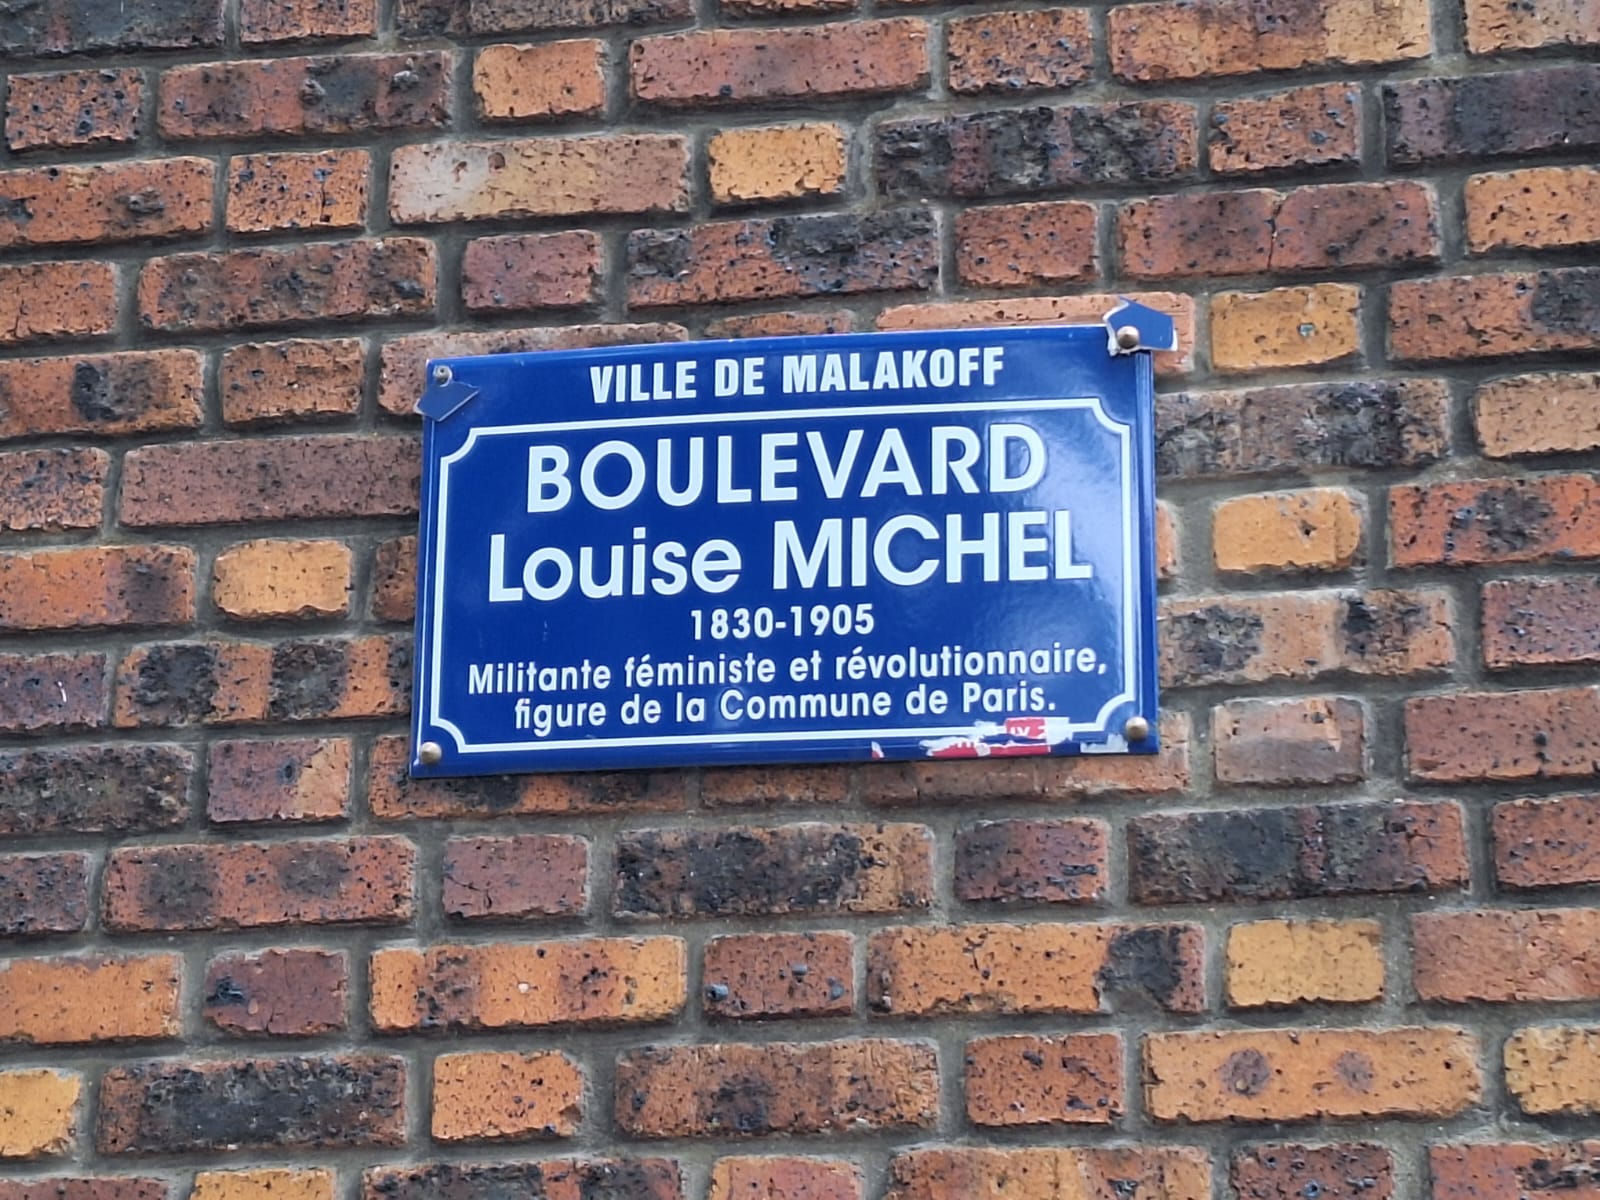 VILLE DE MALAKOFF
BOULEVARD
Louise MICHEL
1830-1905
Militante féministe et révolutionnaire,
figure de la Commune de Paris.